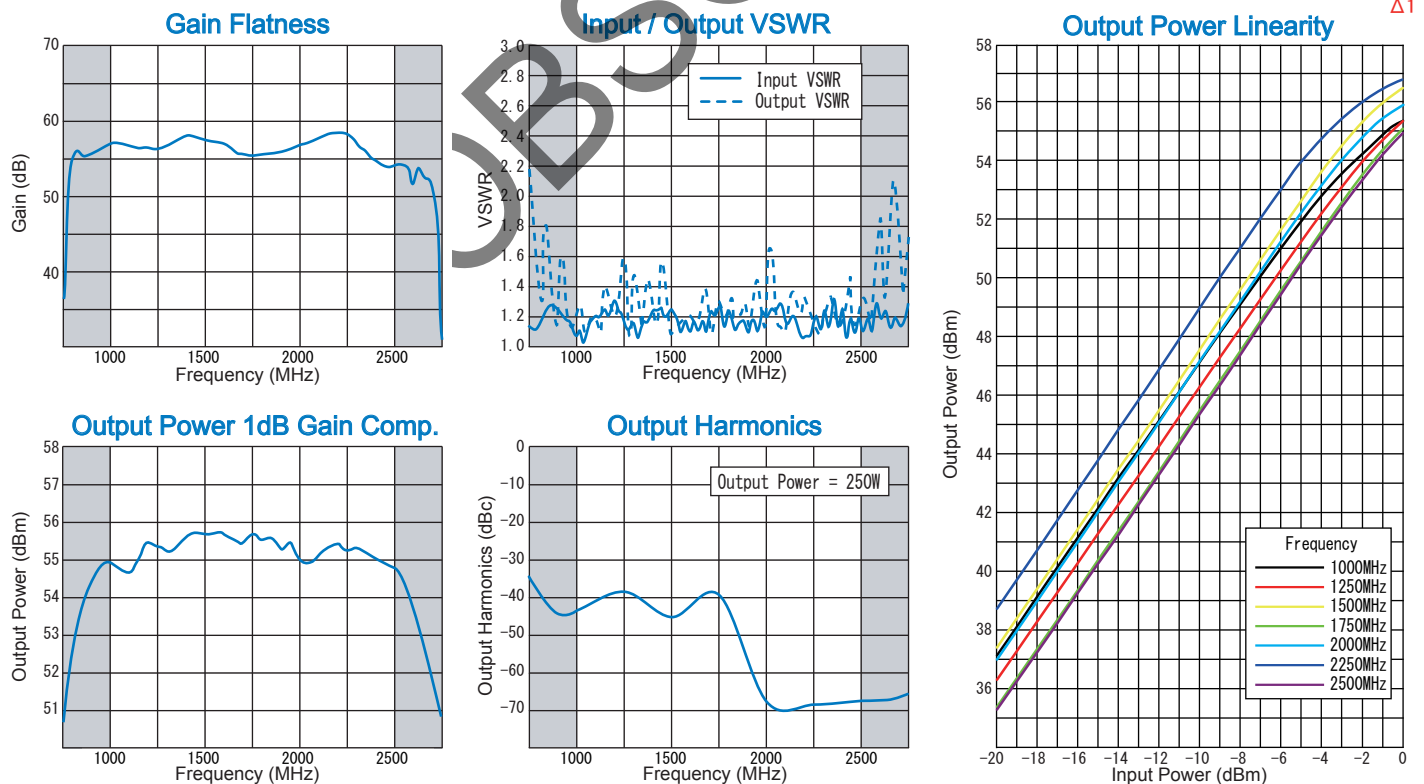 Δ1
Gain Flatness
70
60
50
40
Gain (dB)
1000
1500
2000
2500
Frequency (MHz)
Input / Output VSWR
3.0
2.8
2.6
2.4
2.2
2.0
1.8
1.6
1.4
1.2
1.0
VSWR
Input VSWR
Output VSWR
1000
1500
2000
2500
Frequency (MHz)
Output Power 1dB Gain Comp.
58
57
56
55
54
53
52
51
Output Power (dBm)
1000
1500
2000
2500
Frequency (MHz)
Output Harmonics
0
-10
-20
-30
-40
-50
-60
-70
Output Harmonics (dBc)
Output Power = 250W
1000
1500
2000
2500
Frequency (MHz)
Output Power Linearity
58
56
54
52
50
48
46
44
42
40
38
36
Output Power (dBm)
Frequency
1000MHz
1250MHz
1500MHz
1750MHz
2000MHz
2250MHz
2500MHz
-20
-18
-16
-14
-12
-10
-8
-6
-4
-2
0
Input Power (dBm)